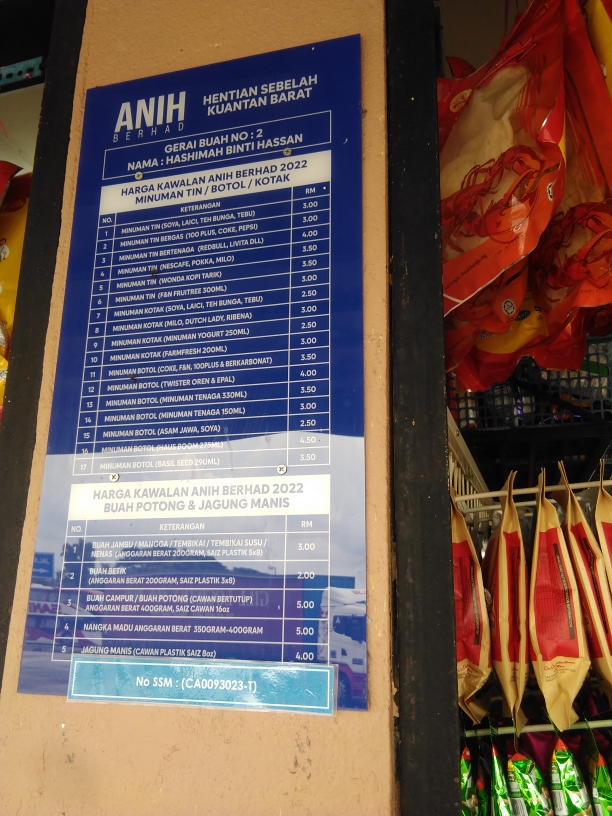 ANIH
BERHAD
HENTIAN SEBELAH
KUANTAN BARAT
GERAI BUAH NO : 2
NAMA : HASHIMAH BINTI HASSAN
HARGA KAWALAN ANIH BERHAD 2022
MINUMAN TIN / BOTOL / KOTAK
NO. KETERANGAN RM
1 MINUMAN TIN (SOYA, LAICI, TEH BUNGA, TEBU) 3.00
2 MINUMAN TIN BERGAS (100 PLUS, COKE, PEPSI) 3.00
3 MINUMAN TIN BERTENAGA (REDBULL, LIVITA DLL) 4.00
4 MINUMAN TIN (NESCAFE, POKKA, MILO) 3.50
5 MINUMAN TIN (WONDA KOPI TARIK) 3.50
6 MINUMAN TIN (F&N FRUITREE 300ML) 3.00
7 MINUMAN KOTAK (SOYA, LAICI, TEH BUNGA, TEBU) 2.50
8 MINUMAN KOTAK (MILO, DUTCH LADY, RIBENA) 3.00
9 MINUMAN KOTAK (MINUMAN YOGURT 250ML) 2.50
10 MINUMAN KOTAK (FARMFRESH 200ML) 3.00
11 MINUMAN BOTOL (COKE, F&N, 100PLUS & BERKARBONAT) 3.50
12 MINUMAN BOTOL (TWISTER OREN & EPAL) 4.00
13 MINUMAN BOTOL (MINUMAN TENAGA 330ML) 3.50
14 MINUMAN BOTOL (MINUMAN TENAGA 150ML) 3.00
15 MINUMAN BOTOL (ASAM JAWA, SOYA) 2.50
16 MINUMAN BOTOL (HAUS BOOM 275ML) 4.50
17 MINUMAN BOTOL (BASIL SEED 290ML) 3.50
HARGA KAWALAN ANIH BERHAD 2022
BUAH POTONG & JAGUNG MANIS
NO. KETERANGAN RM
1 BUAH JAMBU / MANGGA / TEMBIKAI / TEMBIKAI SUSU /
NENAS (ANGGARAN BERAT 200GRAM, SAIZ PLASTIK 5x8) 3.00
2 BUAH BETIK
(ANGGARAN BERAT 200GRAM, SAIZ PLASTIK 3x8) 2.00
3 BUAH CAMPUR / BUAH POTONG (CAWAN BERTUTUP)
ANGGARAN BERAT 400GRAM, SAIZ CAWAN 16oz 5.00
4 NANGKA MADU ANGGARAN BERAT 350GRAM-400GRAM 5.00
5 JAGUNG MANIS (CAWAN PLASTIK SAIZ 8oz) 4.00
No SSM : (CA0093023-T)